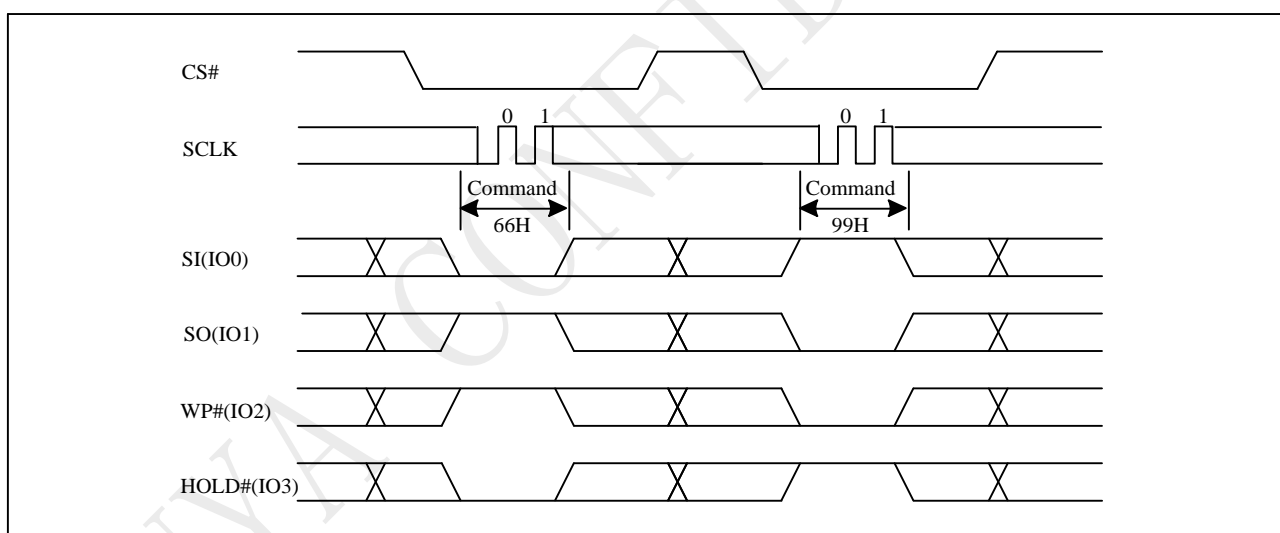 CS#
0 1 0 1
SCLK
Command Command
66H 99H
SI(IO0)
SO(IO1)
WP#(IO2)
HOLD#(IO3)